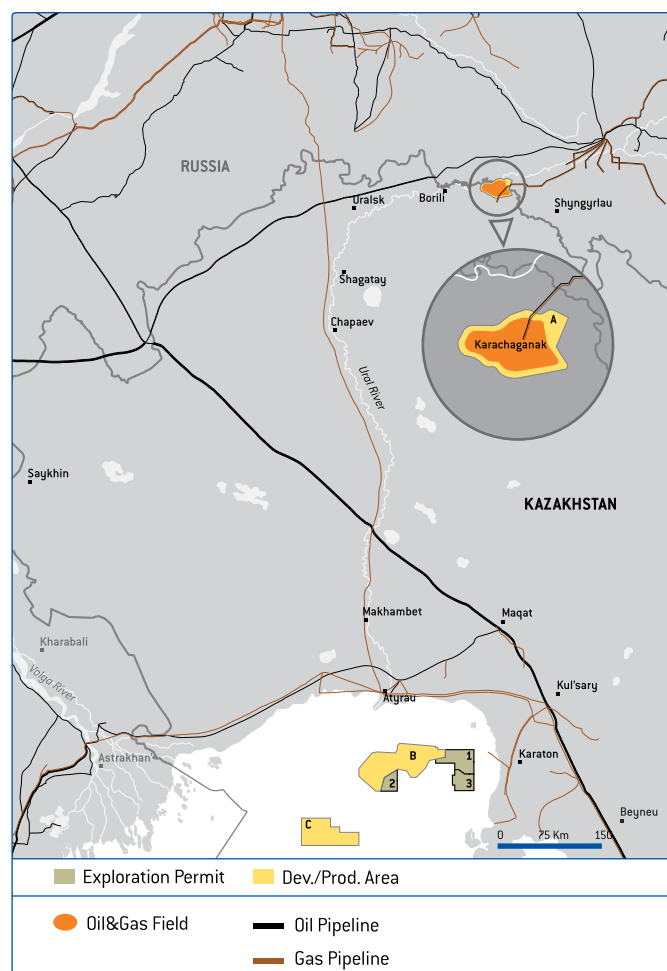 RUSSIA
Uralsk
Borili
Shyngyrlau
Shagatay
Chapaev
A
Karachaganak
Ural River
Saykhin
KAZAKHSTAN
Makhambet
Maqat
Kharabali
Volga River
Atyrau
Kul'sary
Astrakhan
B
1
Karaton
2
3
C
Beyneu
0 75 Km 150
Exploration Permit
Dev./Prod. Area
Oil&Gas Field
Oil Pipeline
Gas Pipeline